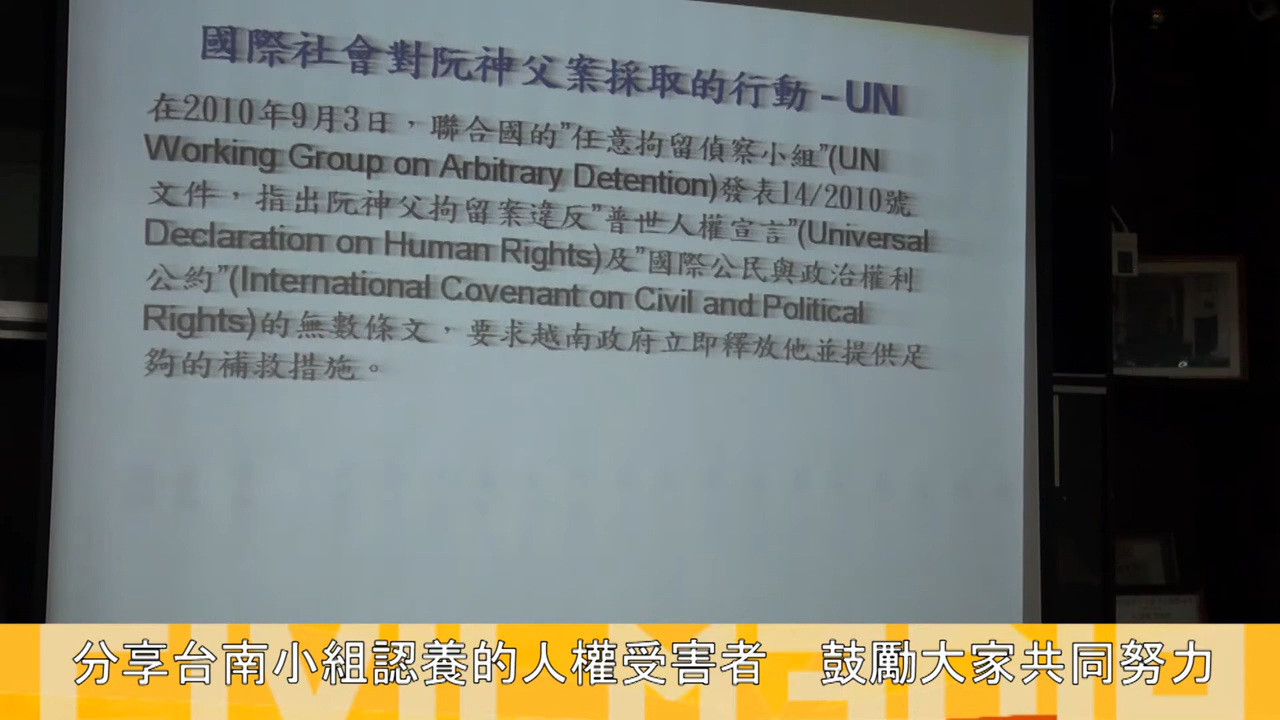 國際社會對阮神父案採取的行動 – UN
在2010年9月3日，聯合國的"任意拘留偵察小組"(UN
Working Group on Arbitrary Detention)發表14/2010號
文件，指出阮神父拘留案違反"普世人權宣言"(Universal
Declaration on Human Rights)及"國際公民與政治權利
公約"(International Covenant on Civil and Political
Rights)的無數條文，要求越南政府立即釋放他並提供足
夠的補救措施。
分享台南小組認養的人權受害者　鼓勵大家共同努力